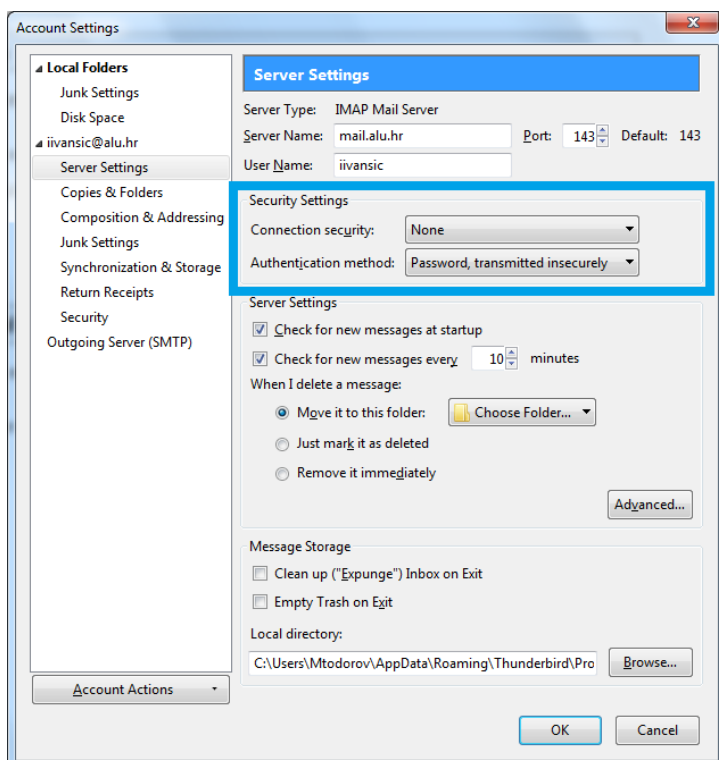 Account Settings
Local Folders
Junk Settings
Disk Space
iivansic@alu.hr
Server Settings
Copies & Folders
Composition & Addressing
Junk Settings
Synchronization & Storage
Return Receipts
Security
Outgoing Server (SMTP)
Account Actions
Server Settings
Server Type: IMAP Mail Server
Server Name: mail.alu.hr Port: 143 Default: 143
User Name: iivansic
Security Settings
Connection security: None
Authentication method: Password, transmitted insecurely
Server Settings
Check for new messages at startup
Check for new messages every 10 minutes
When I delete a message:
Move it to this folder: Choose Folder...
Just mark it as deleted
Remove it immediately
Advanced...
Message Storage
Clean up ("Expunge") Inbox on Exit
Empty Trash on Exit
Local directory:
C:\Users\Mtodorov\AppData\Roaming\Thunderbird\Pro Browse...
OK Cancel